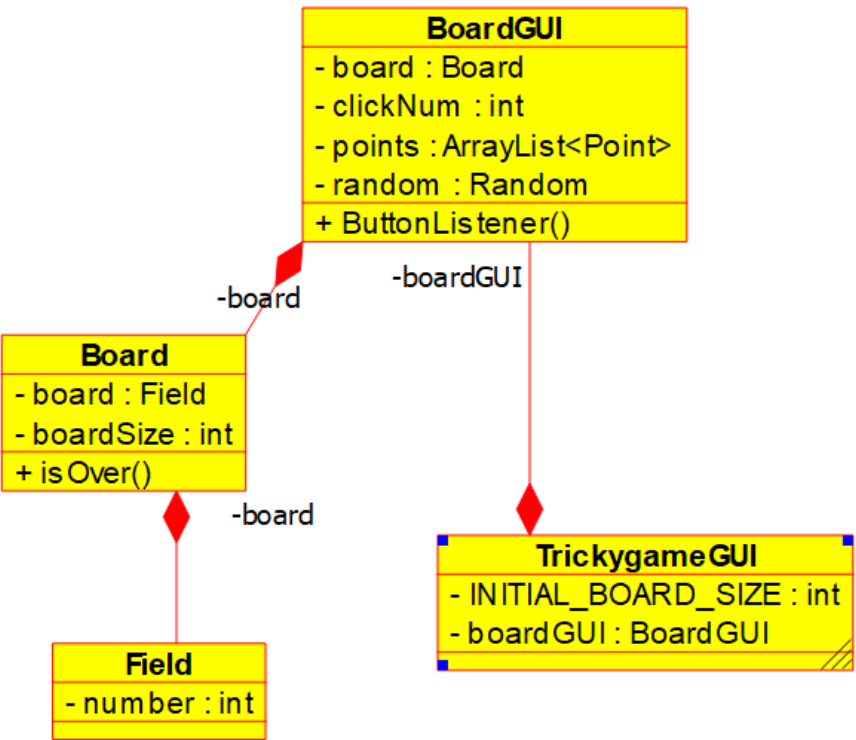 BoardGUI
- board : Board
- clickNum : int
- points : ArrayList<Point>
- random : Random
+ ButtonListener()
-boardGUI
-board
Board
- board : Field
- boardSize : int
+ isOver()
-board
TrickygameGUI
- INITIAL_BOARD_SIZE : int
- boardGUI : BoardGUI
Field
- number : int